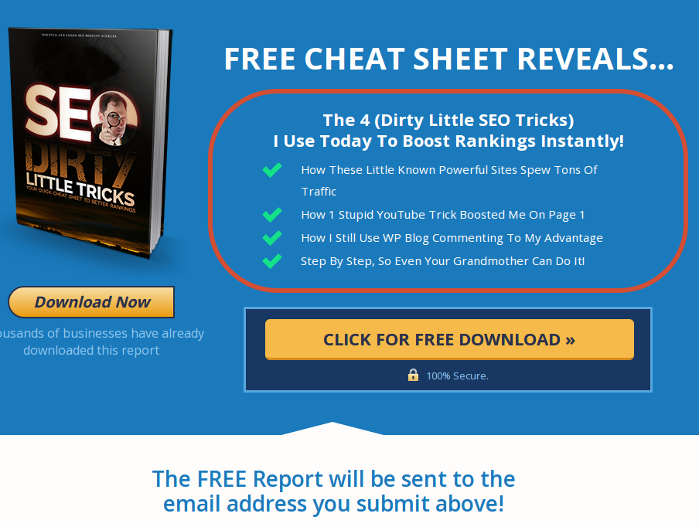 FREE CHEAT SHEET REVEALS...
SEO
DIRTY
LITTLE TRICKS
YOUR QUICK CHEAT SHEET TO BETTER RANKINGS
The 4 (Dirty Little SEO Tricks)
I Use Today To Boost Rankings Instantly!
How These Little Known Powerful Sites Spew Tons Of
Traffic
How 1 Stupid YouTube Trick Boosted Me On Page 1
How I Still Use WP Blog Commenting To My Advantage
Step By Step, So Even Your Grandmother Can Do It!
Download Now
ousands of businesses have already
downloaded this report
CLICK FOR FREE DOWNLOAD »
100% Secure.
The FREE Report will be sent to the
email address you submit above!